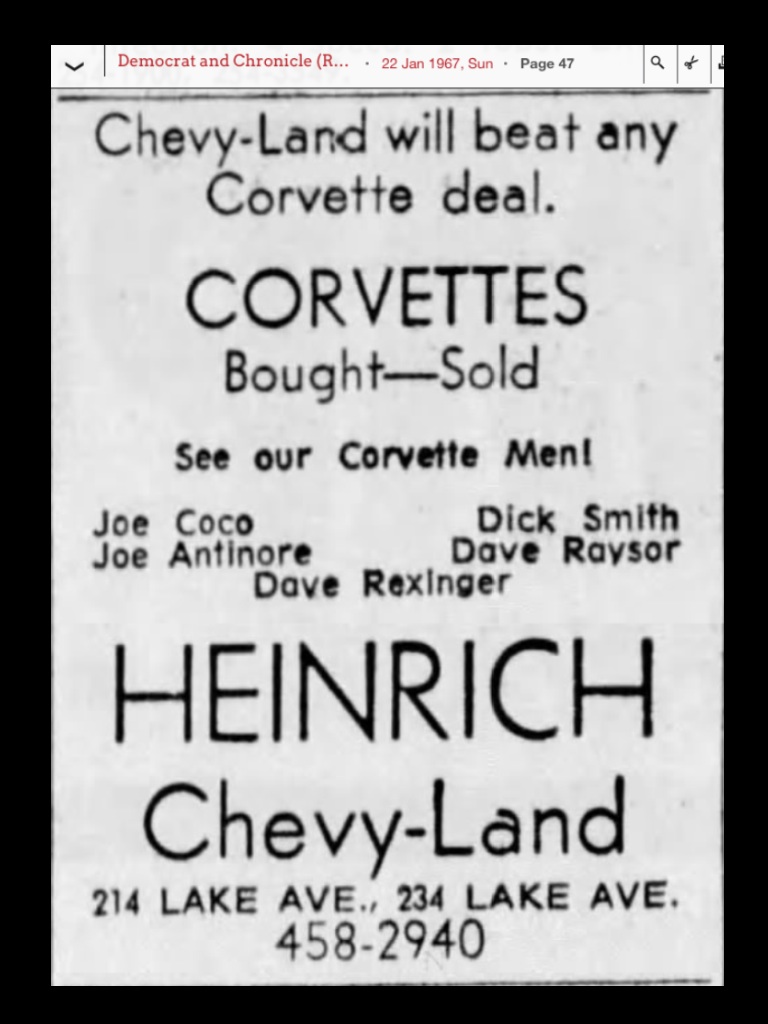 Democrat and Chronicle (R... · 22 Jan 1967, Sun · Page 47
Chevy-Land will beat any
Corvette deal.
CORVETTES
Bought—Sold
See our Corvette Men!
Joe Coco Dick Smith
Joe Antinore Dave Raysor
Dave Rexinger
HEINRICH
Chevy-Land
214 LAKE AVE., 234 LAKE AVE.
458-2940